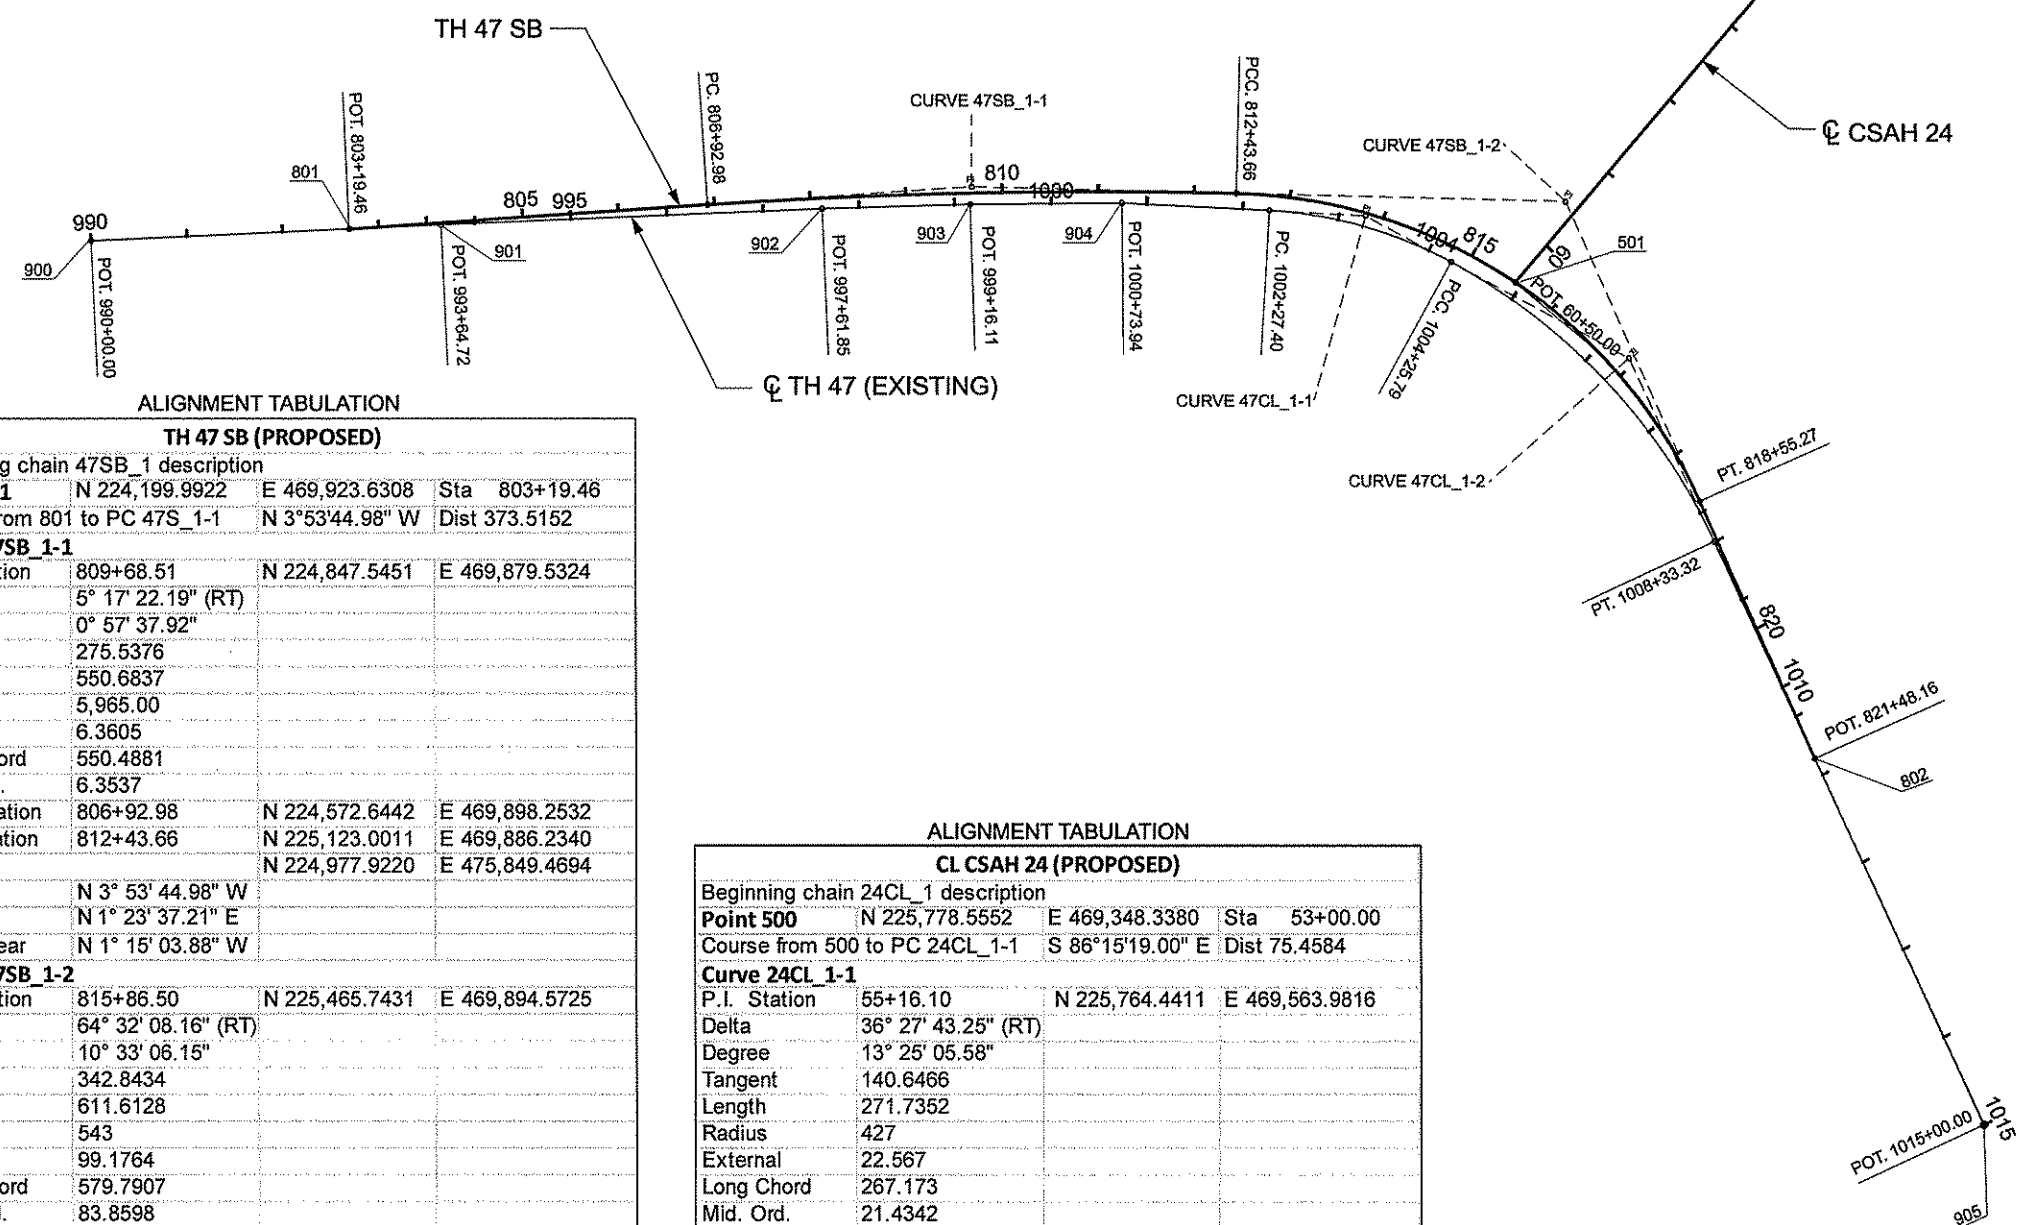 TH 47 SB
POT. 803+19.46
PC. 806+92.98
CURVE 47SB_1-1
PCC. 812+43.66
CURVE 47SB_1-2
℄ CSAH 24
801
990
805
995
810
1000
1004
815
60
501
900
901
902
903
904
POT. 990+00.00
POT. 993+64.72
POT. 997+61.85
POT. 999+16.11
POT. 1000+73.94
PC. 1002+27.40
PCC. 1004+25.79
POT. 60+50.00
℄ TH 47 (EXISTING)
CURVE 47CL_1-1
CURVE 47CL_1-2
PT. 818+55.27
PT. 1008+33.32
820
1010
POT. 821+48.16
802
1015
POT. 1015+00.00
905
ALIGNMENT TABULATION
TH 47 SB (PROPOSED)
g chain 47SB_1 description
1 N 224,199.9922 E 469,923.6308 Sta 803+19.46
rom 801 to PC 47S_1-1 N 3°53'44.98" W Dist 373.5152
7SB_1-1
tion 809+68.51 N 224,847.5451 E 469,879.5324
5° 17' 22.19" (RT)
0° 57' 37.92"
275.5376
550.6837
5,965.00
6.3605
ord 550.4881
. 6.3537
ation 806+92.98 N 224,572.6442 E 469,898.2532
ation 812+43.66 N 225,123.0011 E 469,886.2340
N 224,977.9220 E 475,849.4694
N 3° 53' 44.98" W
N 1° 23' 37.21" E
ear N 1° 15' 03.88" W
7SB_1-2
tion 815+86.50 N 225,465.7431 E 469,894.5725
64° 32' 08.16" (RT)
10° 33' 06.15"
342.8434
611.6128
543
99.1764
ord 579.7907
. 83.8598
ALIGNMENT TABULATION
CL CSAH 24 (PROPOSED)
Beginning chain 24CL_1 description
Point 500 N 225,778.5552 E 469,348.3380 Sta 53+00.00
Course from 500 to PC 24CL_1-1 S 86°15'19.00" E Dist 75.4584
Curve 24CL_1-1
P.I. Station 55+16.10 N 225,764.4411 E 469,563.9816
Delta 36° 27' 43.25" (RT)
Degree 13° 25' 05.58"
Tangent 140.6466
Length 271.7352
Radius 427
External 22.567
Long Chord 267.173
Mid. Ord. 21.4342